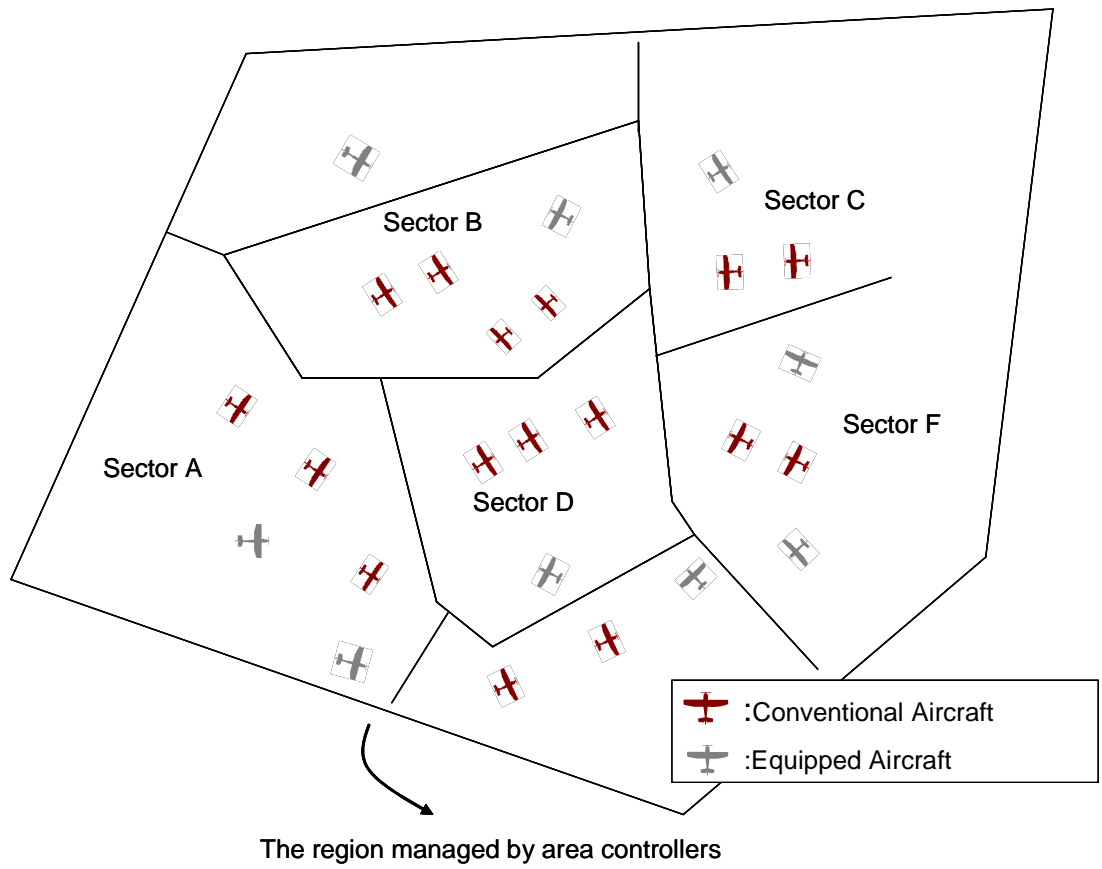 Sector C
Sector B
Sector F
Sector A
Sector D
:Conventional Aircraft
:Equipped Aircraft
The region managed by area controllers